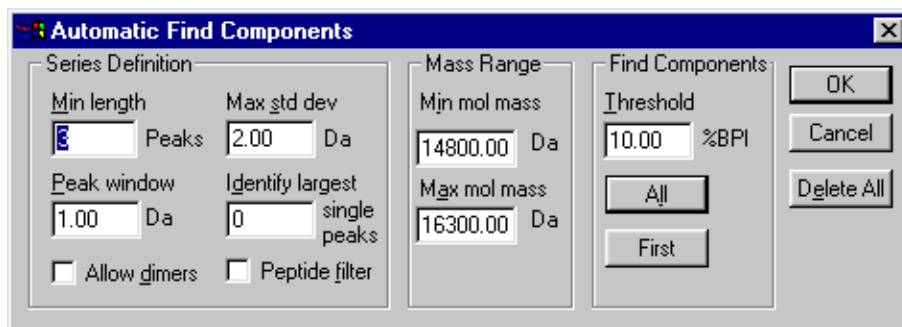 Automatic Find Components
Series Definition
Min length
3 Peaks
Max std dev
2.00 Da
Peak window
1.00 Da
Identify largest
0 single peaks
Allow dimers
Peptide filter
Mass Range
Min mol mass
14800.00 Da
Max mol mass
16300.00 Da
Find Components
Threshold
10.00 %BPI
All
First
OK
Cancel
Delete All